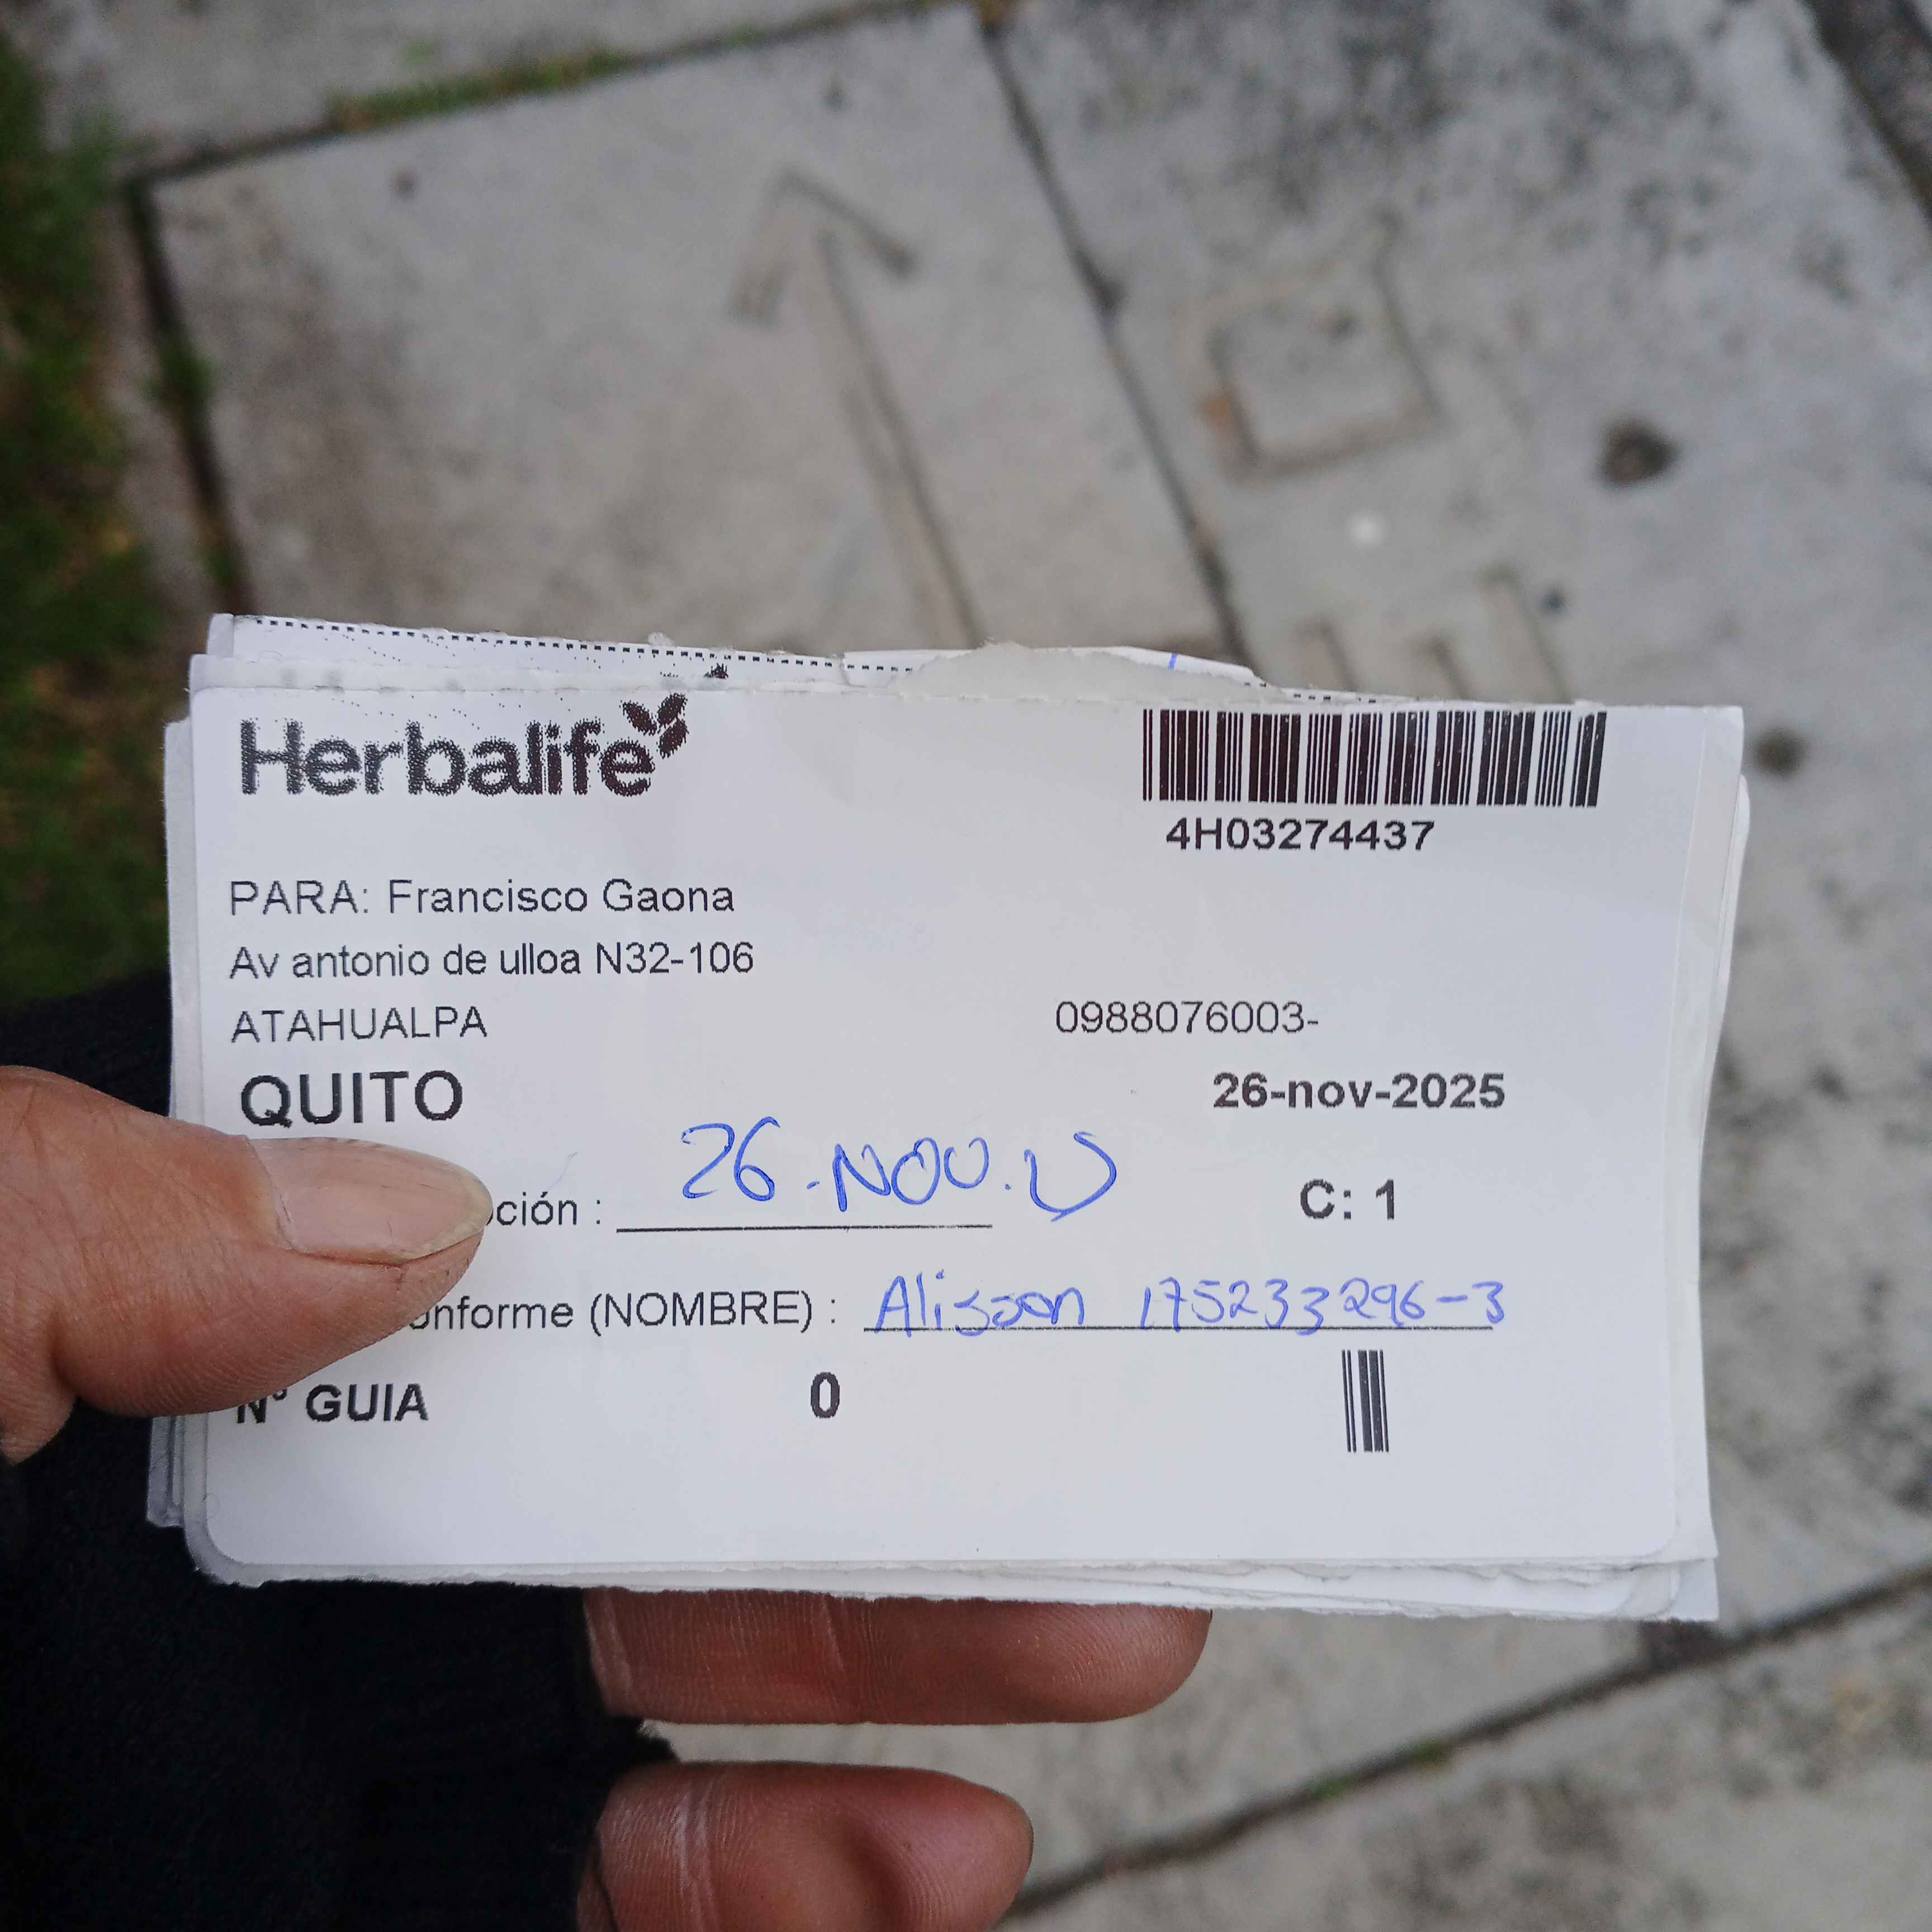 Herbalife
4H03274437
PARA: Francisco Gaona
Av antonio de ulloa N32-106
ATAHUALPA 0988076003-
QUITO 26-nov-2025
ción : 26.NOV. C: 1
onforme (NOMBRE) : Alisson 175233296-3
N° GUIA 0